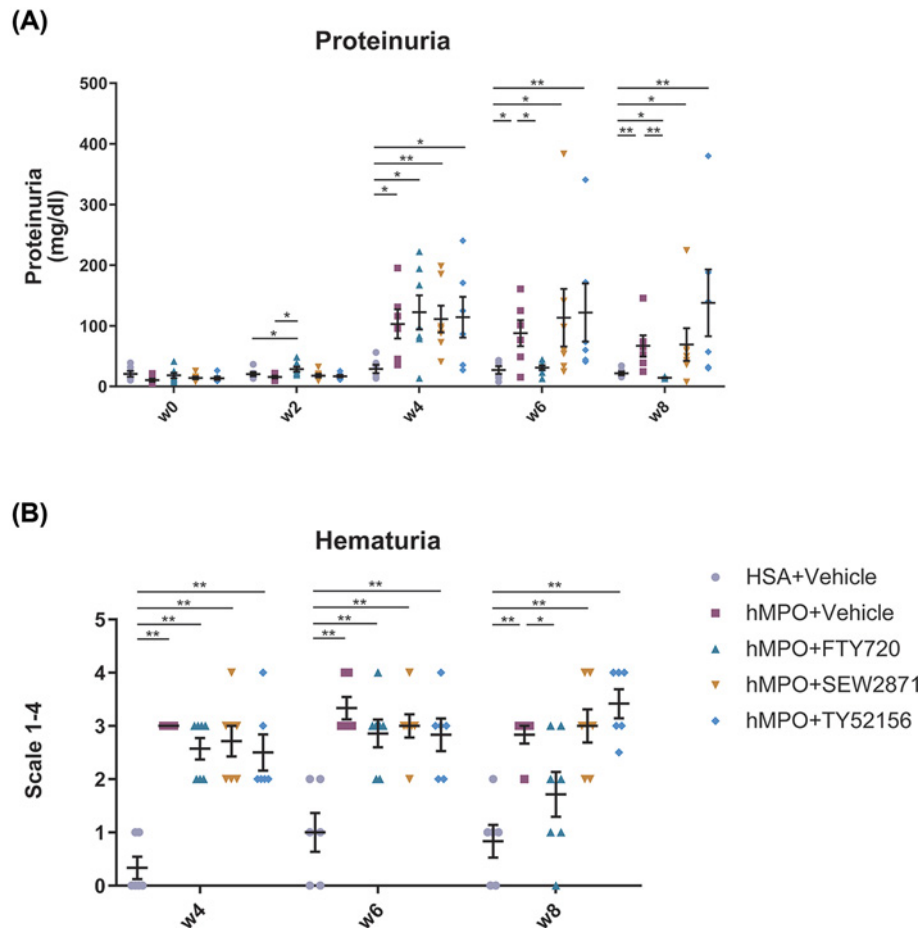 (A)
Proteinuria
Proteinuria
(mg/dl)
500
400
300
200
100
0
** **
* *
* * * *
** **
*
**
*
*
*
*
w0 w2 w4 w6 w8
(B)
Hematuria
Scale 1-4
5
4
3
2
1
0
** ** **
** ** **
** ** ** *
** **
w4 w6 w8
HSA+Vehicle
hMPO+Vehicle
hMPO+FTY720
hMPO+SEW2871
hMPO+TY52156